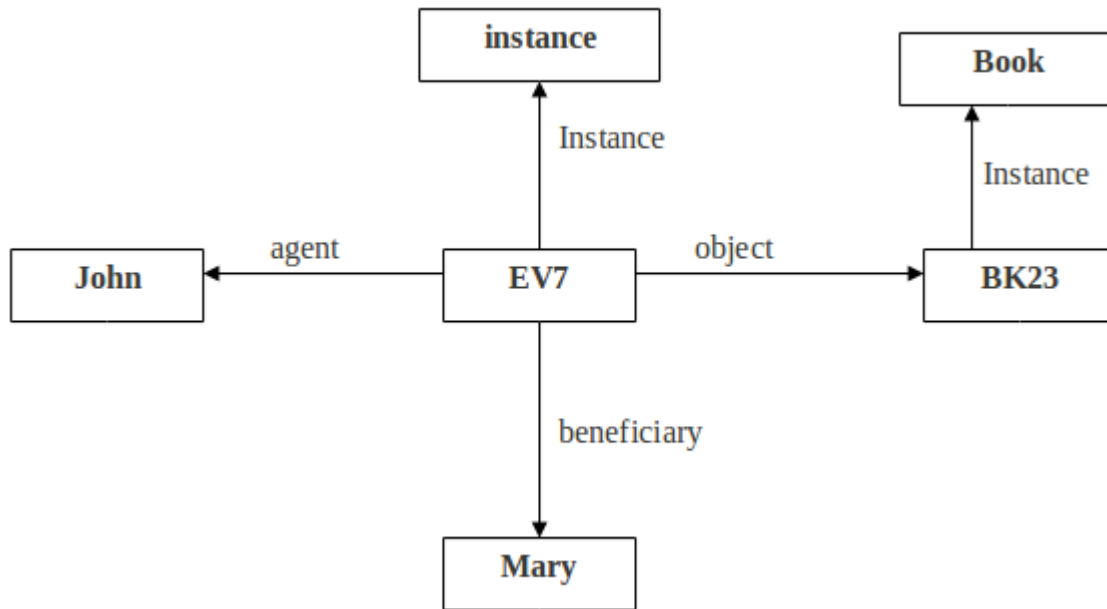 instance
Book
Instance
Instance
John
agent
EV7
object
BK23
beneficiary
Mary